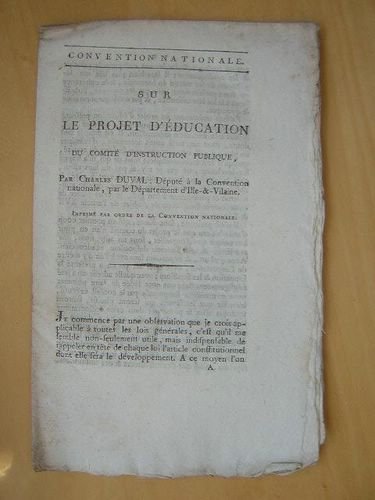 CONVENTION NATIONALE.
SUR
LE PROJET D'ÉDUCATION
DU COMITÉ D'INSTRUCTION PUBLIQUE,
PAR CHARLES DUVAL, Député à la Convention
nationale, par le Département d'Ille-&-Vilaine.
IMPRIMÉ PAR ORDRE DE LA CONVENTION NATIONALE.
JE commence par une observation que je crois ap-
plicable à toutes les lois générales, c'est qu'il me
semble non-seulement utile, mais indispensable de
rappeler en tête de chaque loi l'article constitutionnel
dont elle sera le développement. A ce moyen l'on
A